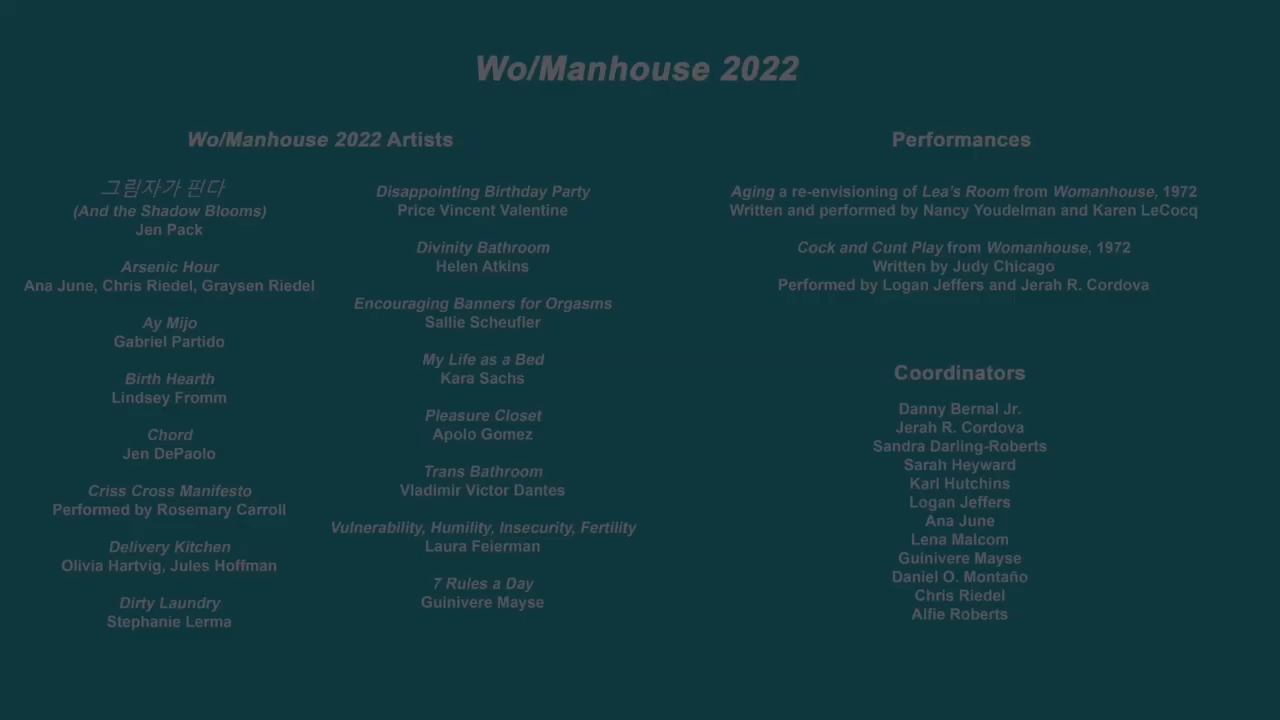 Wo/Manhouse 2022
Wo/Manhouse 2022 Artists
그림자가 핀다
(And the Shadow Blooms)
Jen Pack
Arsenic Hour
Ana June, Chris Riedel, Graysen Riedel
Ay Mijo
Gabriel Partido
Birth Hearth
Lindsey Fromm
Chord
Jen DePaolo
Criss Cross Manifesto
Performed by Rosemary Carroll
Delivery Kitchen
Olivia Hartvig, Jules Hoffman
Dirty Laundry
Stephanie Lerma
Disappointing Birthday Party
Price Vincent Valentine
Divinity Bathroom
Helen Atkins
Encouraging Banners for Orgasms
Sallie Scheufler
My Life as a Bed
Kara Sachs
Pleasure Closet
Apolo Gomez
Trans Bathroom
Vladimir Victor Dantes
Vulnerability, Humility, Insecurity, Fertility
Laura Feierman
7 Rules a Day
Guinivere Mayse
Performances
Aging a re-envisioning of Lea's Room from Womanhouse, 1972
Written and performed by Nancy Youdelman and Karen LeCocq
Cock and Cunt Play from Womanhouse, 1972
Written by Judy Chicago
Performed by Logan Jeffers and Jerah R. Cordova
Coordinators
Danny Bernal Jr.
Jerah R. Cordova
Sandra Darling-Roberts
Sarah Heyward
Karl Hutchins
Logan Jeffers
Ana June
Lena Malcom
Guinivere Mayse
Daniel O. Montaño
Chris Riedel
Alfie Roberts